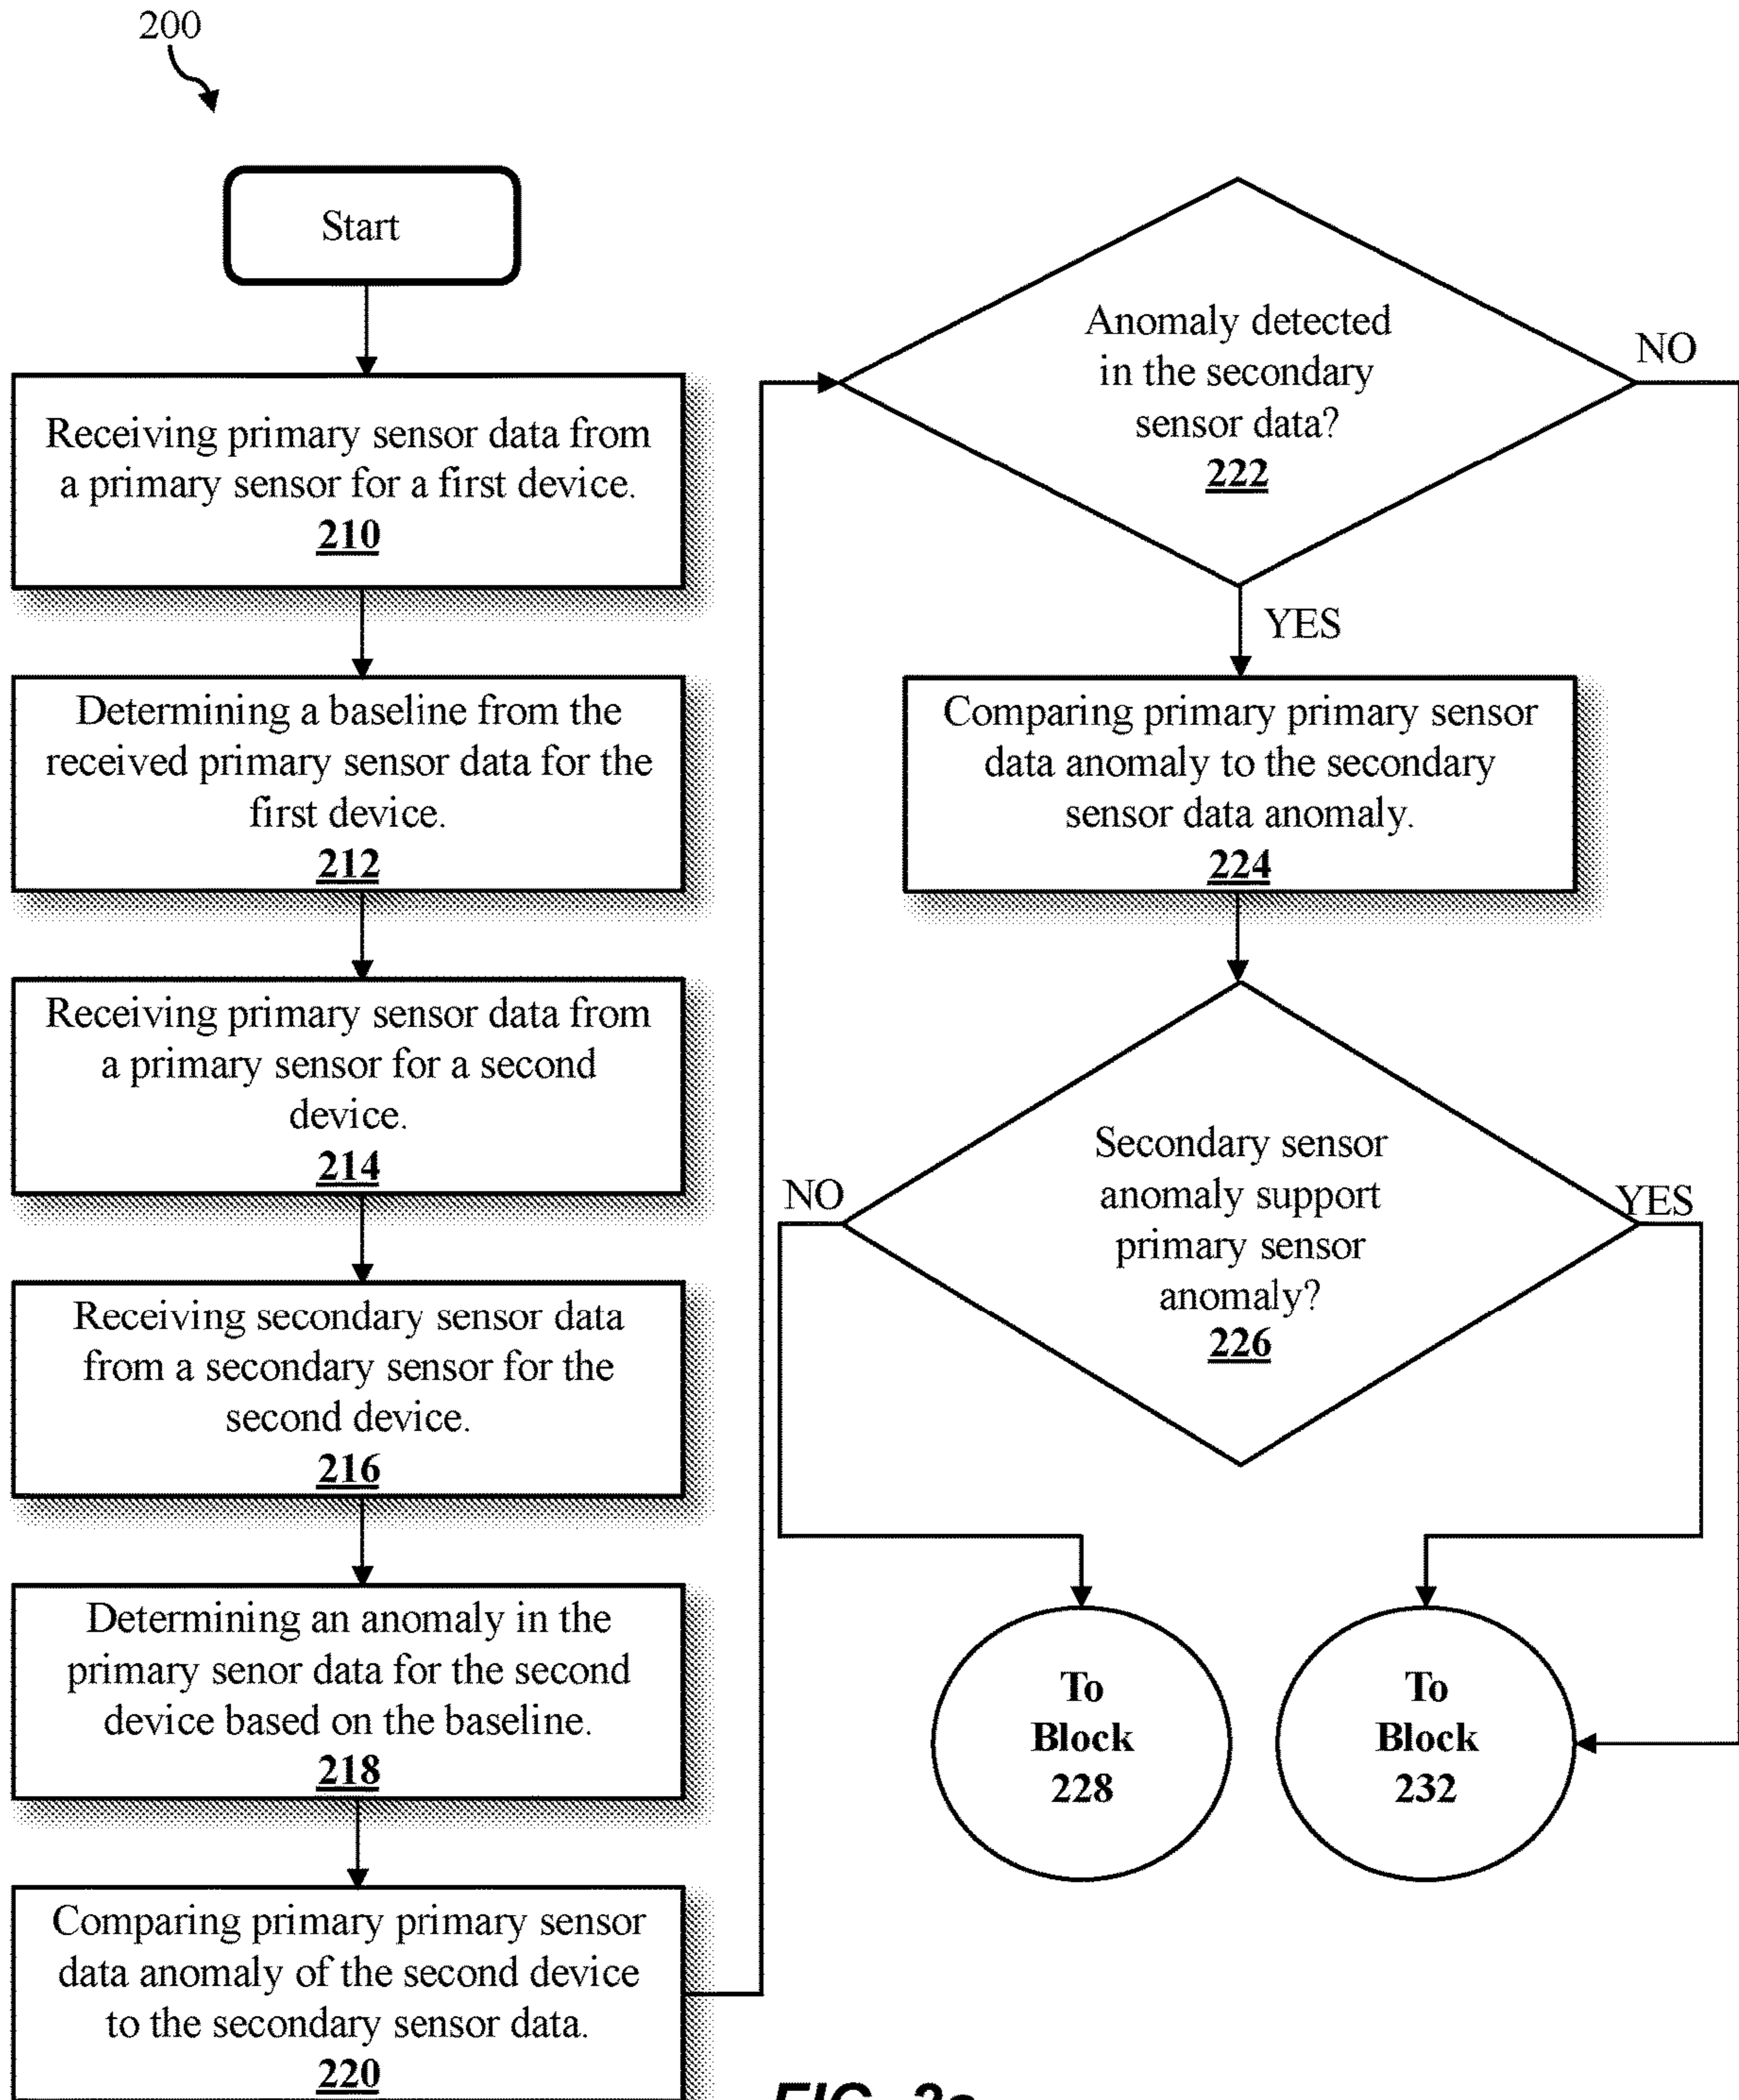 200
Start
Receiving primary sensor data from
a primary sensor for a first device.
210
Determining a baseline from the
received primary sensor data for the
first device.
212
Receiving primary sensor data from
a primary sensor for a second
device.
214
Receiving secondary sensor data
from a secondary sensor for the
second device.
216
Determining an anomaly in the
primary senor data for the second
device based on the baseline.
218
Comparing primary primary sensor
data anomaly of the second device
to the secondary sensor data.
220
Anomaly detected
in the secondary
sensor data?
222
NO
YES
Comparing primary primary sensor
data anomaly to the secondary
sensor data anomaly.
224
Secondary sensor
anomaly support
primary sensor
anomaly?
226
NO
YES
To
Block
228
To
Block
232